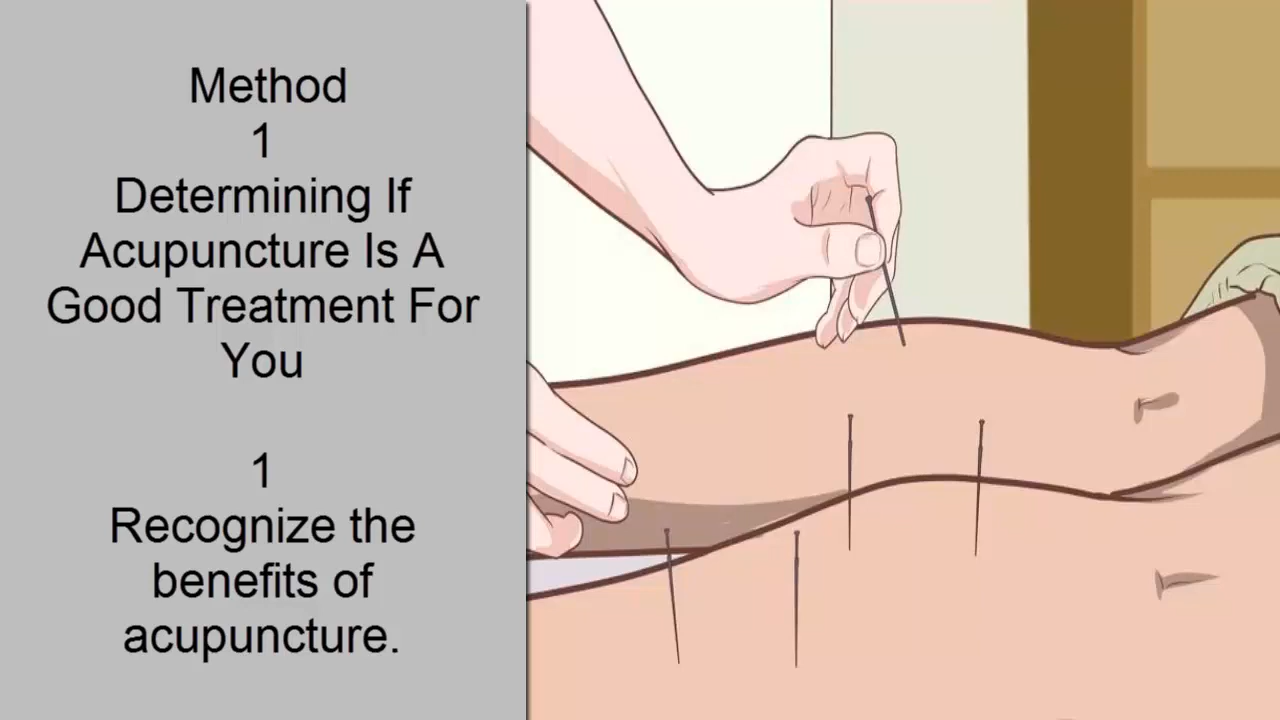 Method
1
Determining If
Acupuncture Is A
Good Treatment For
You
1
Recognize the
benefits of
acupuncture.